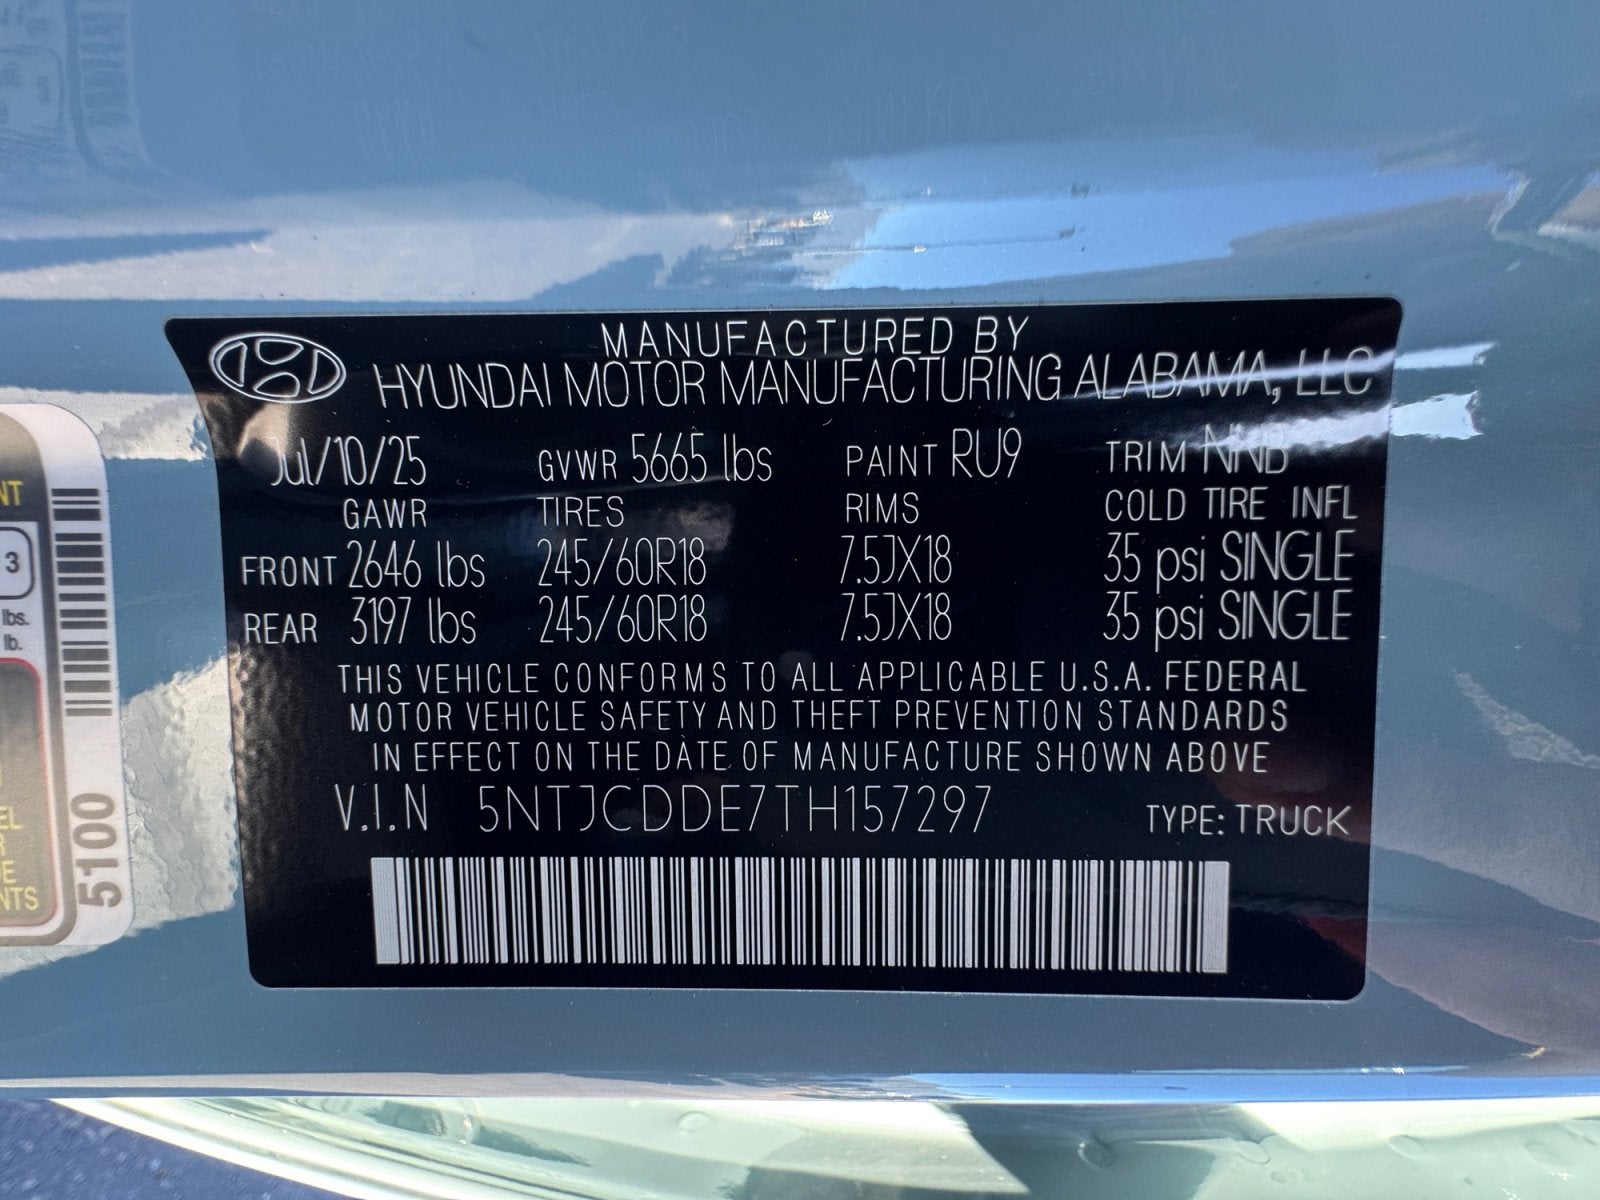 MANUFACTURED BY
HYUNDAI MOTOR MANUFACTURING ALABAMA, LLC
Jul/10/25 GVWR 5665 lbs PAINT RU9 TRIM NNB
GAWR TIRES RIMS COLD TIRE INFL
FRONT 2646 lbs 245/60R18 7.5JX18 35 psi SINGLE
REAR 3197 lbs 245/60R18 7.5JX18 35 psi SINGLE
THIS VEHICLE CONFORMS TO ALL APPLICABLE U.S.A. FEDERAL
MOTOR VEHICLE SAFETY AND THEFT PREVENTION STANDARDS
IN EFFECT ON THE DATE OF MANUFACTURE SHOWN ABOVE
V.I.N 5NTJCDDE7TH157297 TYPE: TRUCK
3
lbs.
lb.
5100